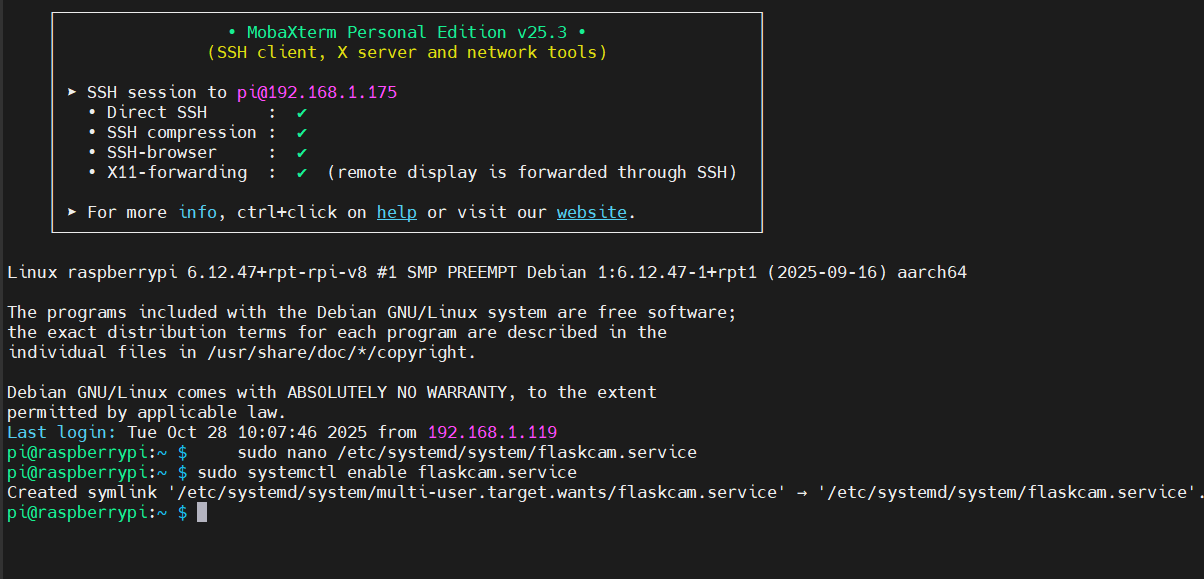 • MobaXterm Personal Edition v25.3 •
(SSH client, X server and network tools)
➤ SSH session to pi@192.168.1.175
• Direct SSH      :  ✔
• SSH compression :  ✔
• SSH-browser     :  ✔
• X11-forwarding  :  ✔  (remote display is forwarded through SSH)
➤ For more info, ctrl+click on help or visit our website.
Linux raspberrypi 6.12.47+rpt-rpi-v8 #1 SMP PREEMPT Debian 1:6.12.47-1+rpt1 (2025-09-16) aarch64
The programs included with the Debian GNU/Linux system are free software;
the exact distribution terms for each program are described in the
individual files in /usr/share/doc/*/copyright.
Debian GNU/Linux comes with ABSOLUTELY NO WARRANTY, to the extent
permitted by applicable law.
Last login: Tue Oct 28 10:07:46 2025 from 192.168.1.119
pi@raspberrypi:~ $     sudo nano /etc/systemd/system/flaskcam.service
pi@raspberrypi:~ $ sudo systemctl enable flaskcam.service
Created symlink '/etc/systemd/system/multi-user.target.wants/flaskcam.service' → '/etc/systemd/system/flaskcam.service'.
pi@raspberrypi:~ $